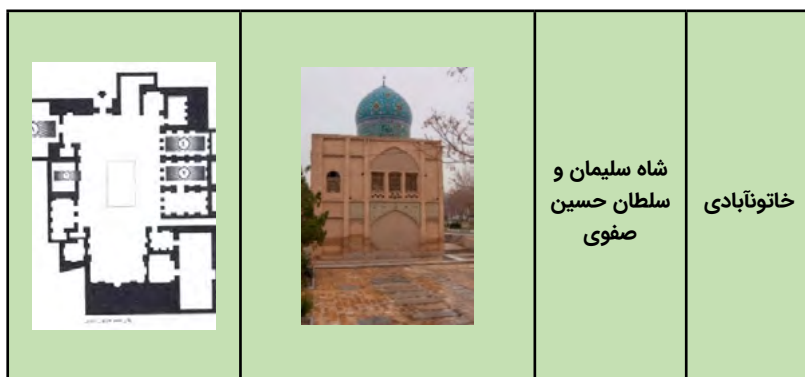 خاتونآبادی
شاه سلیمان و
سلطان حسین
صفوی